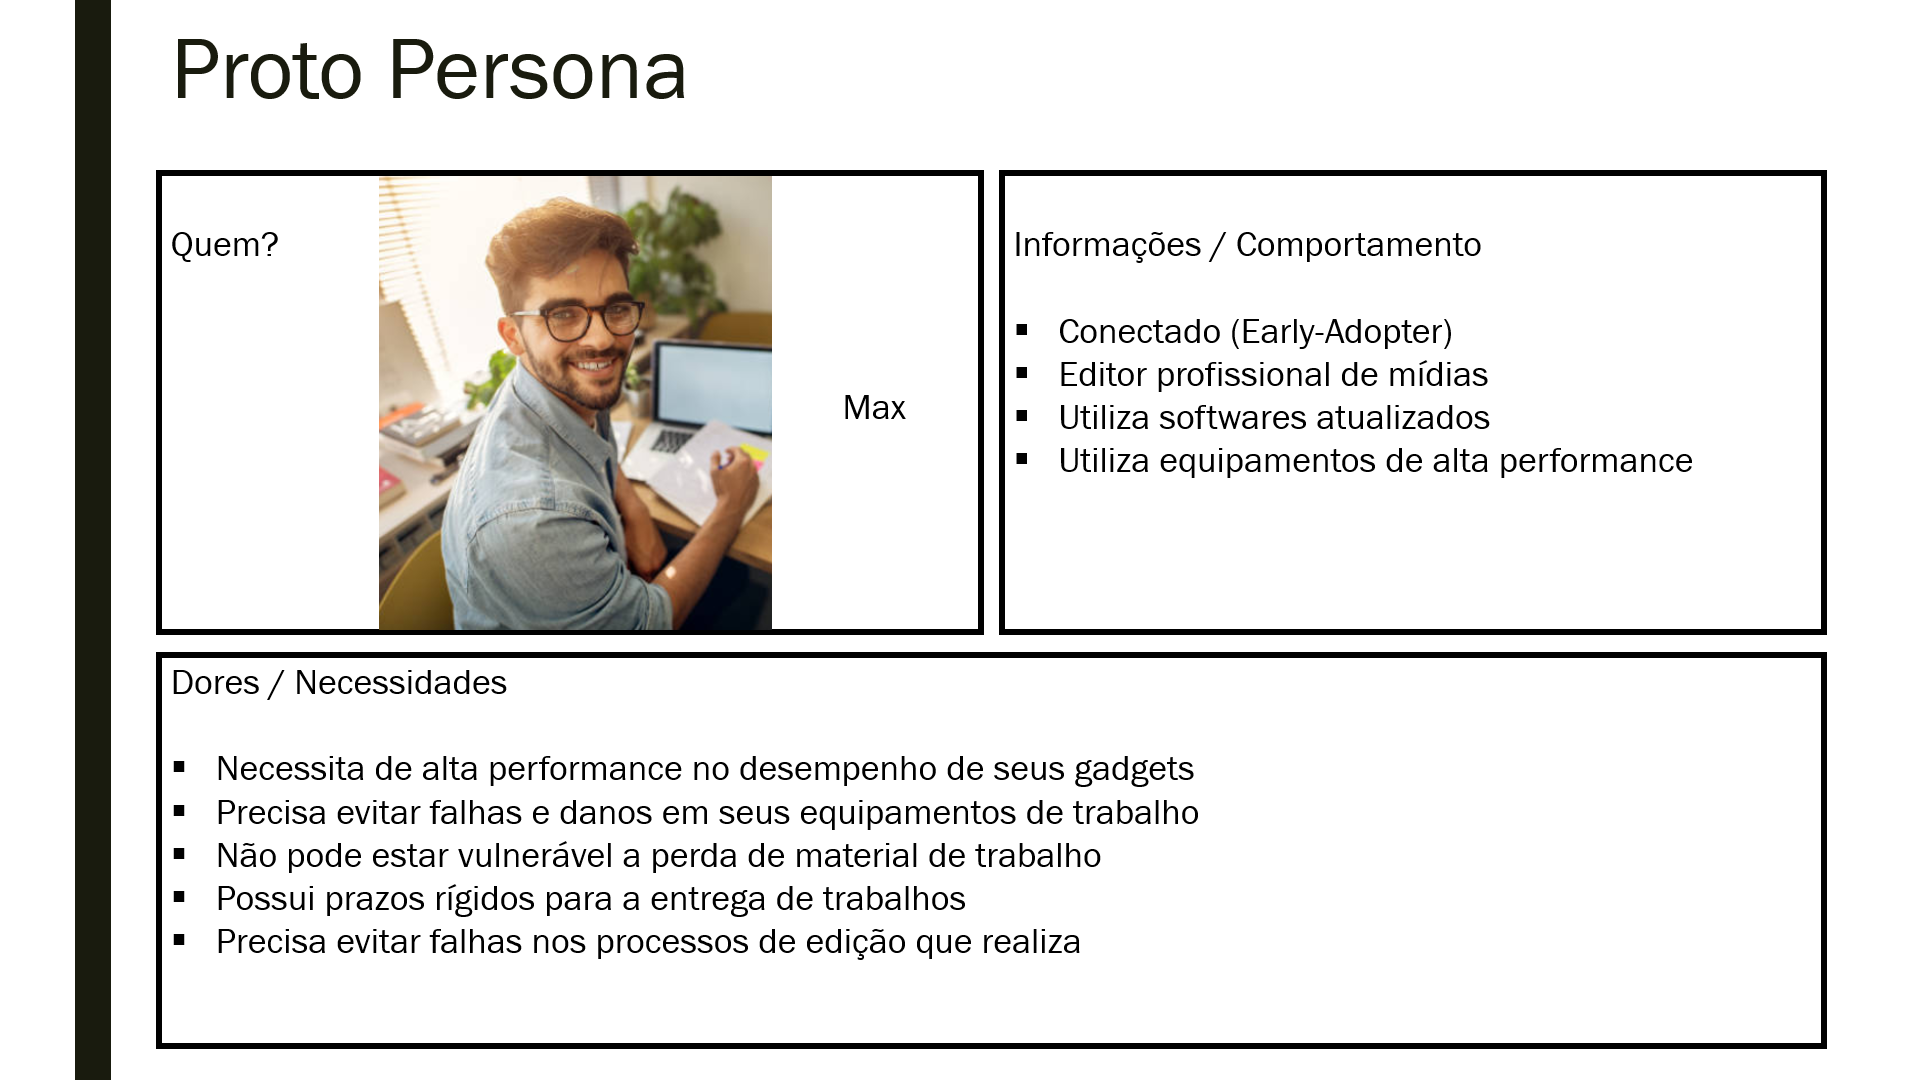 Proto Persona
Quem?
Max
Informações / Comportamento
▪ Conectado (Early-Adopter)
▪ Editor profissional de mídias
▪ Utiliza softwares atualizados
▪ Utiliza equipamentos de alta performance
Dores / Necessidades
▪ Necessita de alta performance no desempenho de seus gadgets
▪ Precisa evitar falhas e danos em seus equipamentos de trabalho
▪ Não pode estar vulnerável a perda de material de trabalho
▪ Possui prazos rígidos para a entrega de trabalhos
▪ Precisa evitar falhas nos processos de edição que realiza